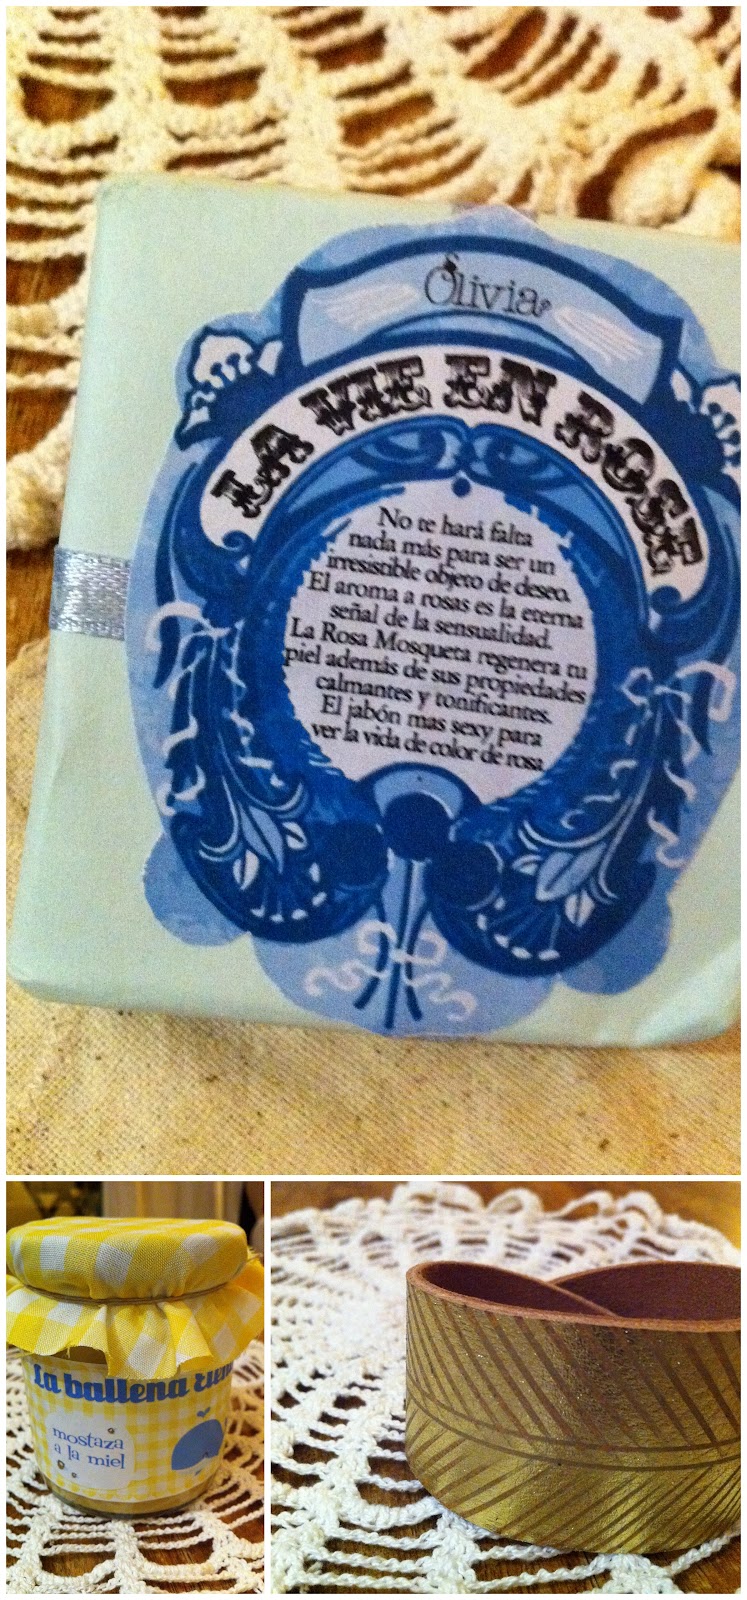 Olivia
LA VIE EN ROSE
No te hará falta
nada más para ser un
irresistible objeto de deseo.
El aroma a rosas es la eterna
señal de la sensualidad.
La Rosa Mosqueta regenera tu
piel además de sus propiedades
calmantes y tonificantes.
El jabón mas sexy para
ver la vida de color de rosa
la ballena
mostaza
a la miel